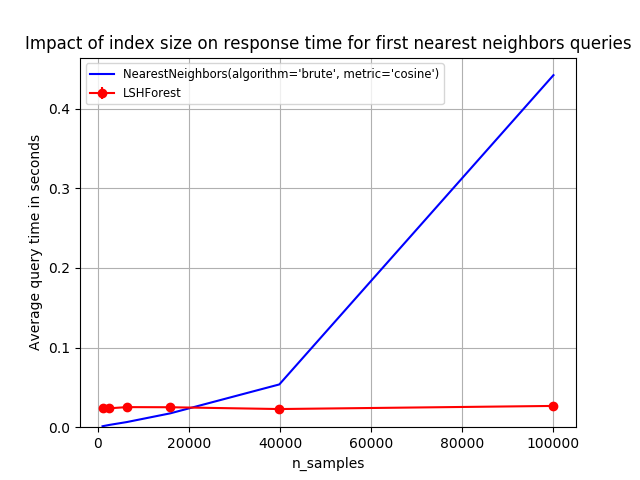 Impact of index size on response time for first nearest neighbors queries
NearestNeighbors(algorithm='brute', metric='cosine')
LSHForest
Average query time in seconds
0.4
0.3
0.2
0.1
0.0
0 20000 40000 60000 80000 100000
n_samples